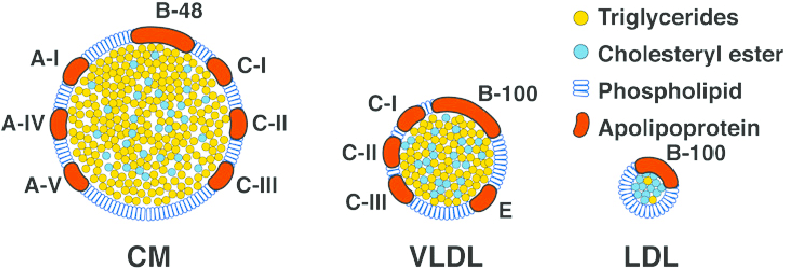 B-48
A-I
C-I
A-IV
C-II
A-V
C-III
CM
C-I
B-100
C-II
C-III
E
VLDL
B-100
LDL
Triglycerides
Cholesteryl ester
Phospholipid
Apolipoprotein